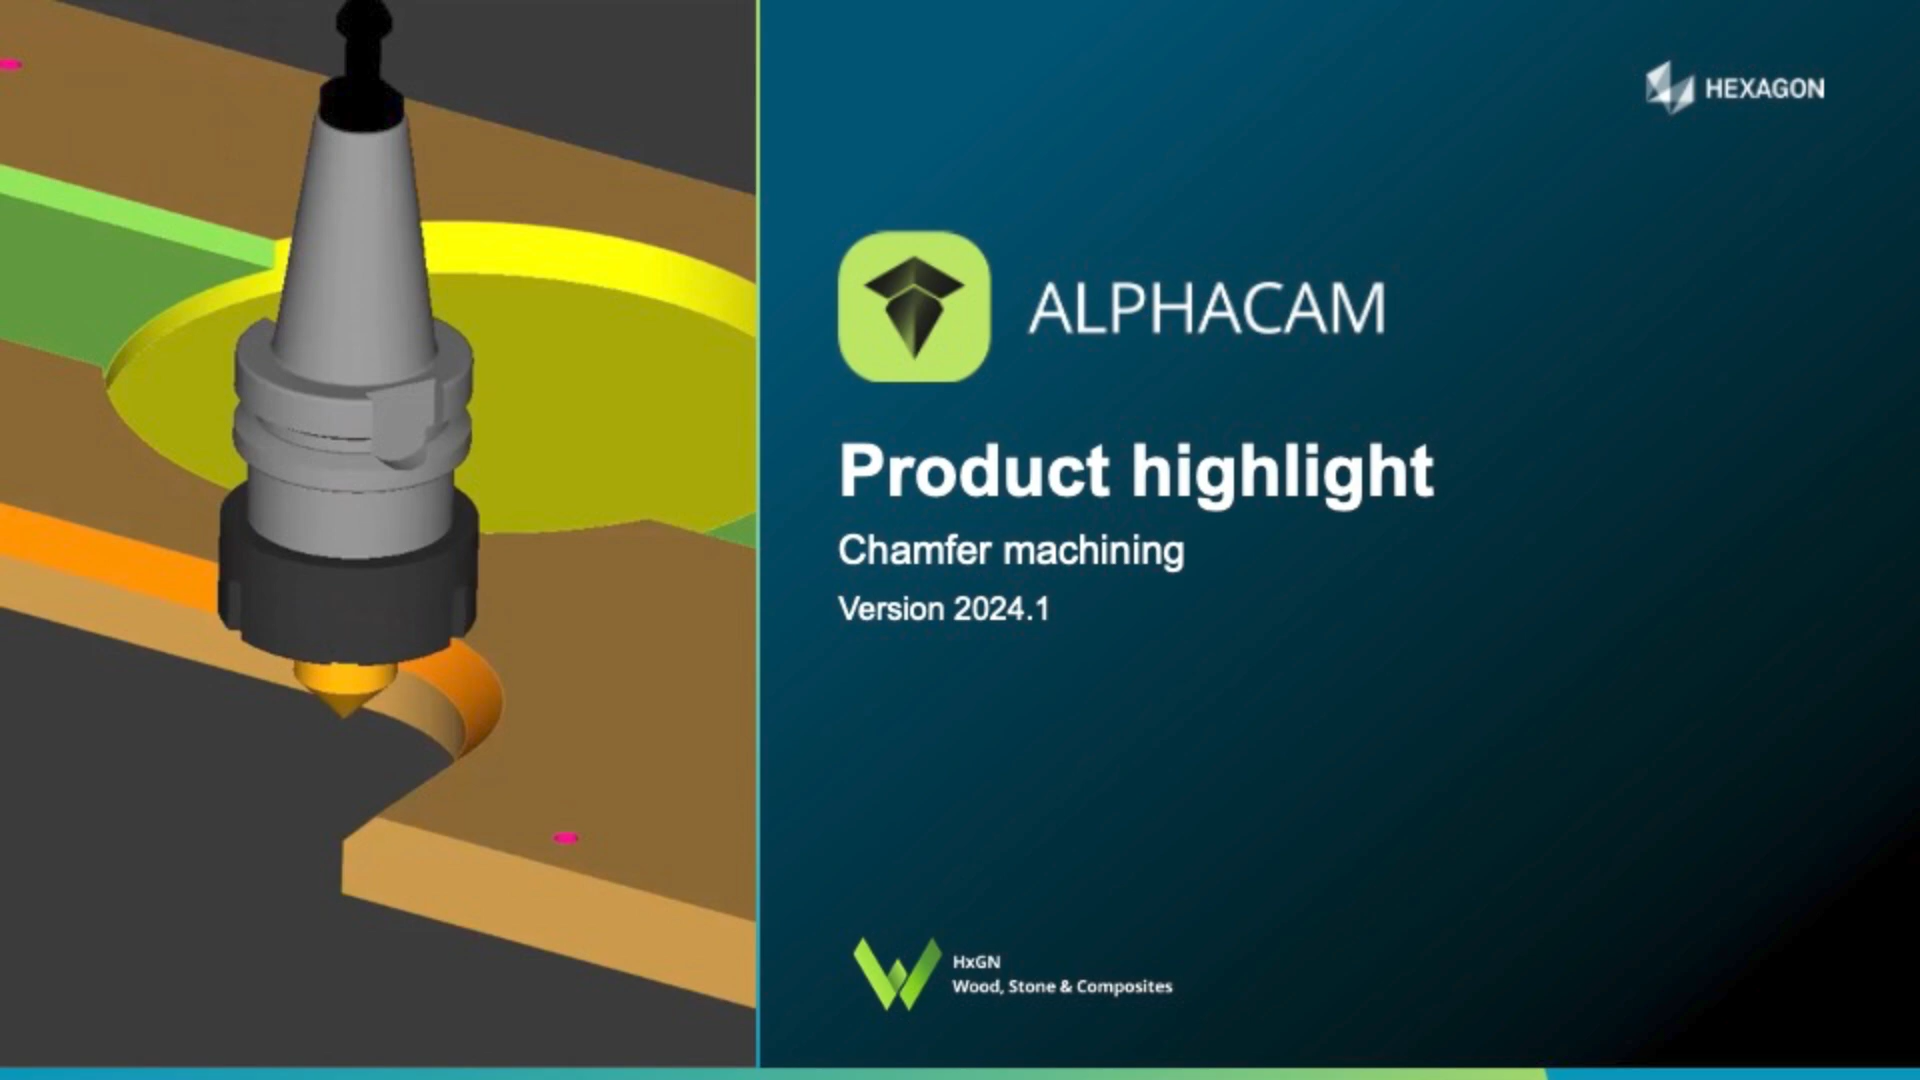 HEXAGON
ALPHACAM
Product highlight
Chamfer machining
Version 2024.1
HxGN
Wood, Stone & Composites